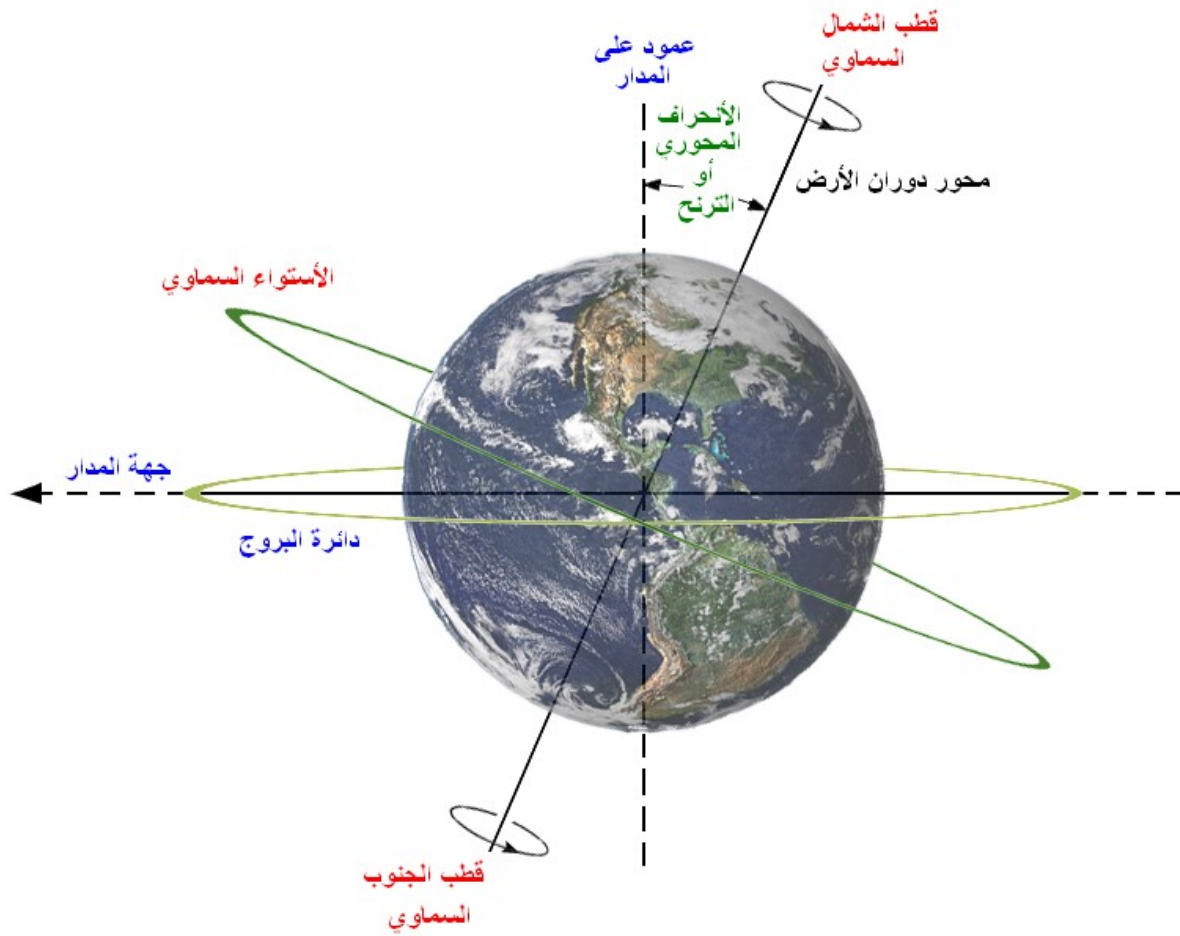 قطب الشمال
السماوي
عمود على
المدار
الأنحراف
المحوري
أو
الترنح
محور دوران الأرض
الأستواء السماوي
جهة المدار
دائرة البروج
قطب الجنوب
السماوي